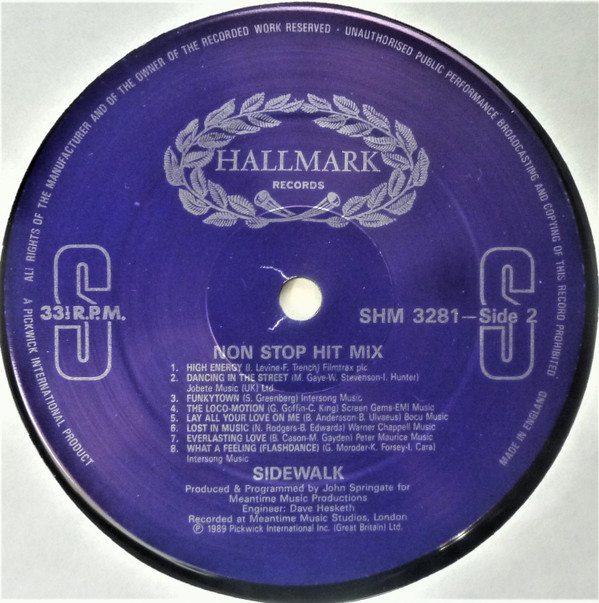 ALL RIGHTS OF THE MANUFACTURER AND OF THE OWNER OF THE RECORDED WORK RESERVED · UNAUTHORISED PUBLIC PERFORMANCE BROADCASTING AND COPYING OF THIS RECORD PROHIBITED
HALLMARK
RECORDS
S
S
33⅓ R.P.M.
SHM 3281–Side 2
NON STOP HIT MIX
1. HIGH ENERGY (I. Levine-F. Trench) Filmtrax plc
2. DANCING IN THE STREET (M. Gaye-W. Stevenson-I. Hunter)
Jobete Music (UK) Ltd.
3. FUNKYTOWN (S. Greenberg) Intersong Music
4. THE LOCO-MOTION (G. Goffin-C. King) Screen Gems-EMI Music
5. LAY ALL YOUR LOVE ON ME (B. Andersson-B. Ulvaeus) Bocu Music
6. LOST IN MUSIC (N. Rodgers-B. Edwards) Warner Chappell Music
7. EVERLASTING LOVE (B. Cason-M. Gayden) Peter Maurice Music
8. WHAT A FEELING (FLASHDANCE) (G. Moroder-K. Forsey-I. Cara)
Intersong Music
SIDEWALK
Produced & Programmed by John Springate for
Meantime Music Productions
Engineer: Dave Hesketh
Recorded at Meantime Music Studios, London
℗ 1989 Pickwick International Inc. (Great Britain) Ltd.
A PICKWICK INTERNATIONAL PRODUCT
MADE IN ENGLAND